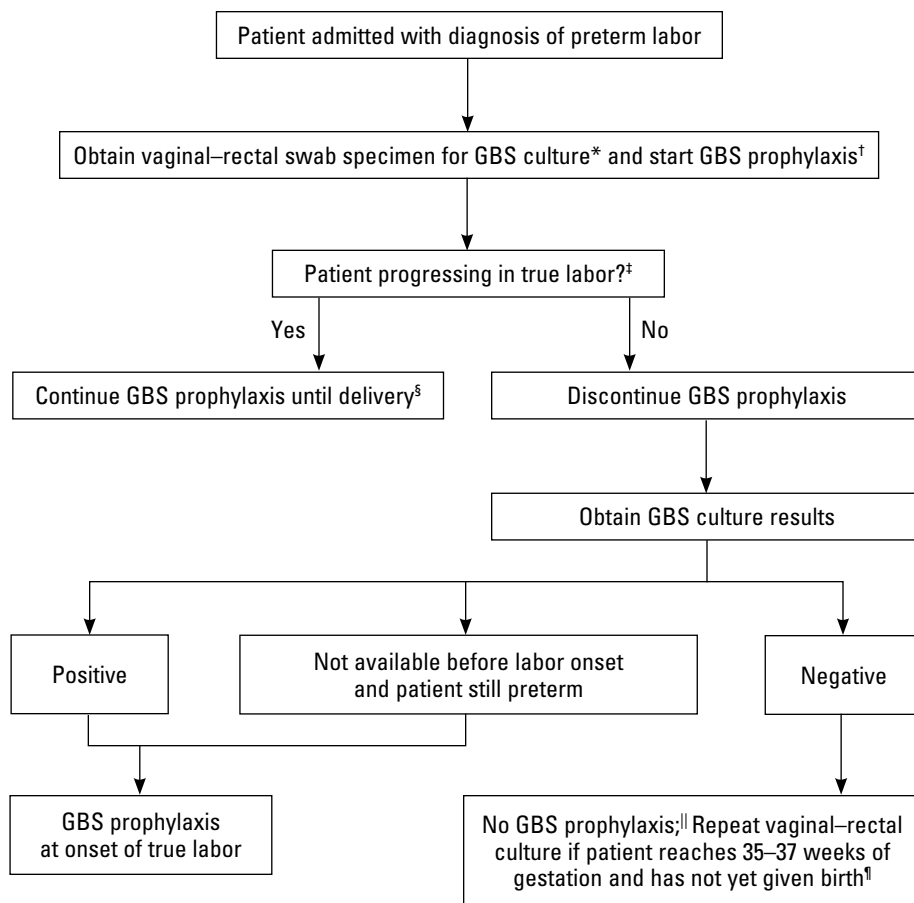 Patient admitted with diagnosis of preterm labor
Obtain vaginal–rectal swab specimen for GBS culture* and start GBS prophylaxis†
Patient progressing in true labor?‡
Yes
No
Continue GBS prophylaxis until delivery§
Discontinue GBS prophylaxis
Obtain GBS culture results
Positive
Not available before labor onset
and patient still preterm
Negative
GBS prophylaxis
at onset of true labor
No GBS prophylaxis;|| Repeat vaginal–rectal
culture if patient reaches 35–37 weeks of
gestation and has not yet given birth¶